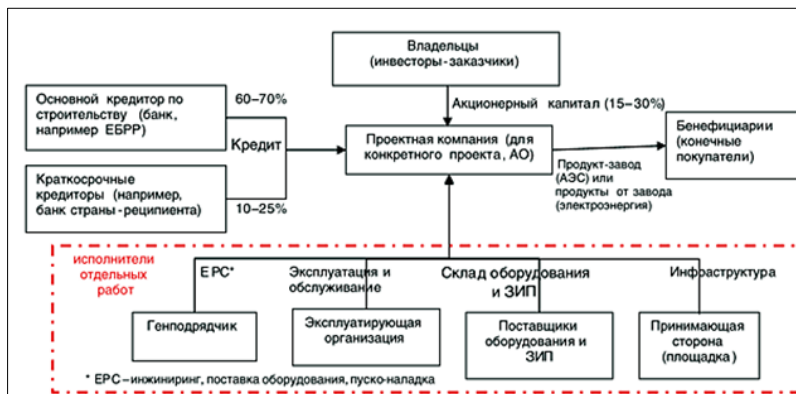 Владельцы
(инвесторы-заказчики)
Основной кредитор по
строительству (банк,
например ЕБРР)
60–70%
Кредит
Краткосрочные
кредиторы (например,
банк страны-реципиента)
10–25%
Акционерный капитал (15–30%)
Проектная компания (для
конкретного проекта, АО)
Бенефициарии
(конечные
покупатели)
Продукт-завод
(АЭС) или
продукты от завода
(электроэнергия)
исполнители
отдельных
работ
EPC*
Эксплуатация и
обслуживание
Склад оборудования
и ЗИП
Инфраструктура
Генподрядчик
Эксплуатирующая
организация
Поставщики
оборудования и
ЗИП
Принимающая
сторона
(площадка)
* EPC–инжиниринг, поставка оборудования, пуско-наладка